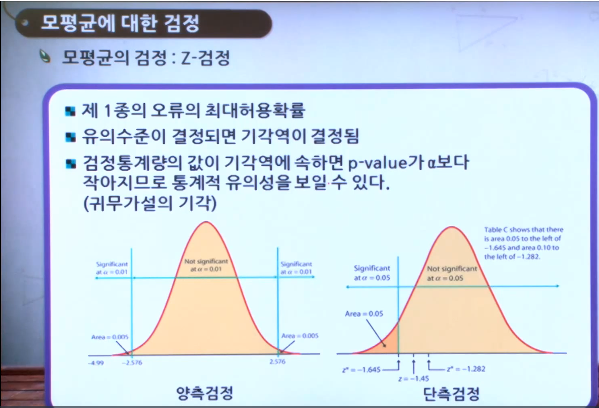 모평균에 대한 검정
모평균의 검정 : Z-검정
제 1종의 오류의 최대허용확률
유의수준이 결정되면 기각역이 결정됨
검정통계량의 값이 기각역에 속하면 p-value가 α보다
작아지므로 통계적 유의성을 보일 수 있다.
(귀무가설의 기각)
Significant
at α = 0.01
Not significant
at α = 0.01
Significant
at α = 0.01
Area = 0.005
Area = 0.005
-4.99
−2.576
2.576
양측검정
Table C shows that there
is area 0.05 to the left of
−1.645 and area 0.10 to
the left of −1.282.
Significant
at α = 0.05
Not significant
at α = 0.05
Area = 0.05
z* = −1.645
z* = −1.282
z = −1.45
단측검정